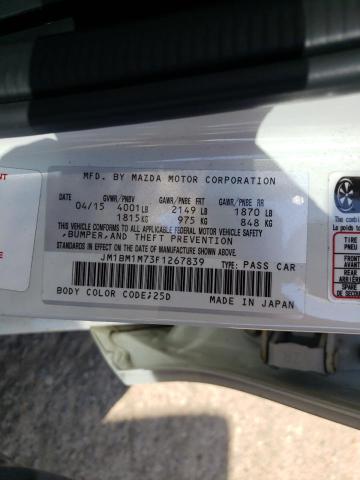 MFD. BY MAZDA MOTOR CORPORATION
DATE GVWR/PNBV GAWR/PNBE FRT GAWR/PNBE RR
04/15 4001 LB 2149 LB 1870 LB
1815 KG 975 KG 848 KG
THIS VEHICLE CONFORMS TO ALL APPLICABLE FEDERAL MOTOR VEHICLE SAFETY
,BUMPER,AND THEFT PREVENTION
STANDARDS IN EFFECT ON THE DATE OF MANUFACTURE SHOWN ABOVE.
JM1BM1M73F1267839 TYPE: PASS CAR
BODY COLOR CODE;25D MADE IN JAPAN
TIRE
PNEU
FRONT
AVANT
REAR
SPARE
DE